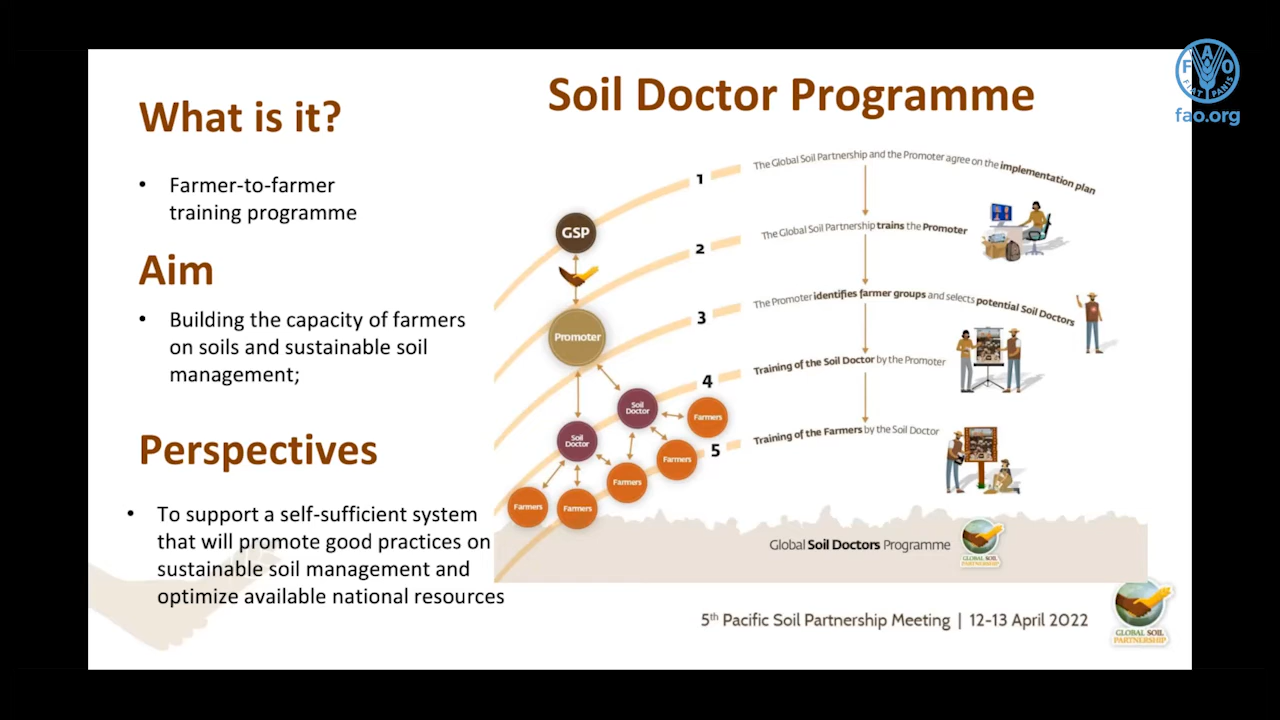 FAO
FIAT PANIS
fao.org
Soil Doctor Programme
What is it?
• Farmer-to-farmer
training programme
Aim
• Building the capacity of farmers
on soils and sustainable soil
management;
Perspectives
• To support a self-sufficient system
that will promote good practices on
sustainable soil management and
optimize available national resources
GSP
Promoter
Soil
Doctor
Soil
Doctor
Farmers
Farmers
Farmers
Farmers
Farmers
1
The Global Soil Partnership and the Promoter agree on the implementation plan
2
The Global Soil Partnership trains the Promoter
3
The Promoter identifies farmer groups and selects potential Soil Doctors
4
Training of the Soil Doctor by the Promoter
5
Training of the Farmers by the Soil Doctor
Global Soil Doctors Programme
GLOBAL SOIL
PARTNERSHIP
5th Pacific Soil Partnership Meeting | 12-13 April 2022
GLOBAL SOIL
PARTNERSHIP